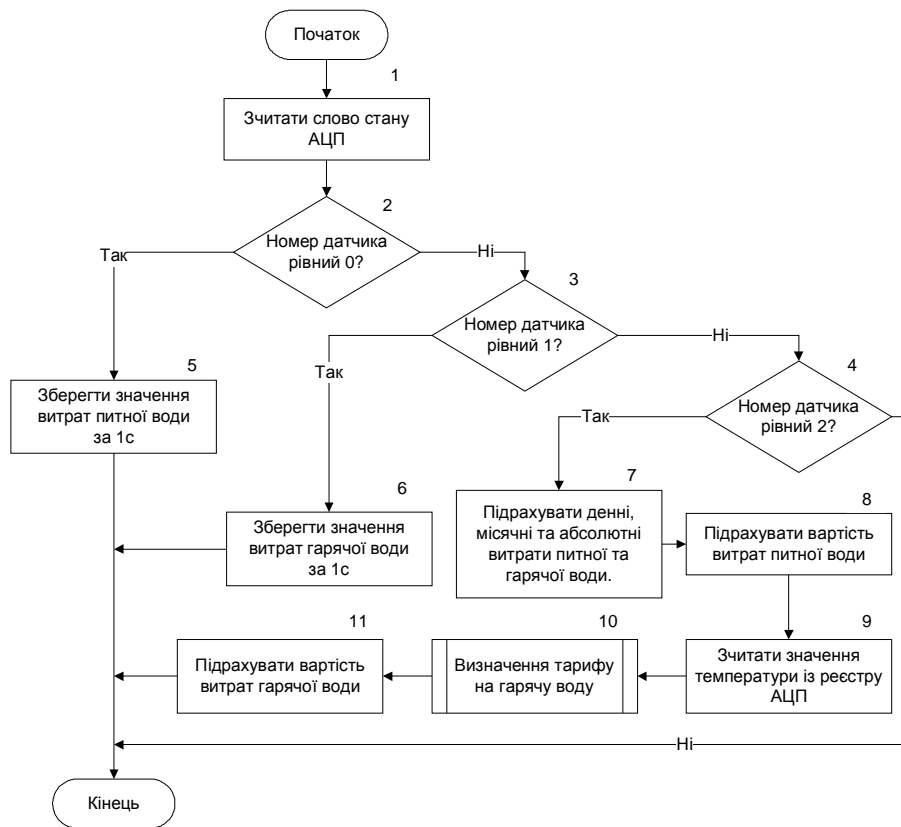 Початок
1
Зчитати слово стану
АЦП
2
Номер датчика
рівний 0?
Так
Ні
3
Номер датчика
рівний 1?
Так
Ні
4
Номер датчика
рівний 2?
Так
5
Зберегти значення
витрат питної води
за 1с
6
Зберегти значення
витрат гарячої води
за 1с
7
Підрахувати денні,
місячні та абсолютні
витрати питної та
гарячої води.
8
Підрахувати вартість
витрат питної води
11
Підрахувати вартість
витрат гарячої води
10
Визначення тарифу
на гарячу воду
9
Зчитати значення
температури із реєстру
АЦП
Ні
Кінець